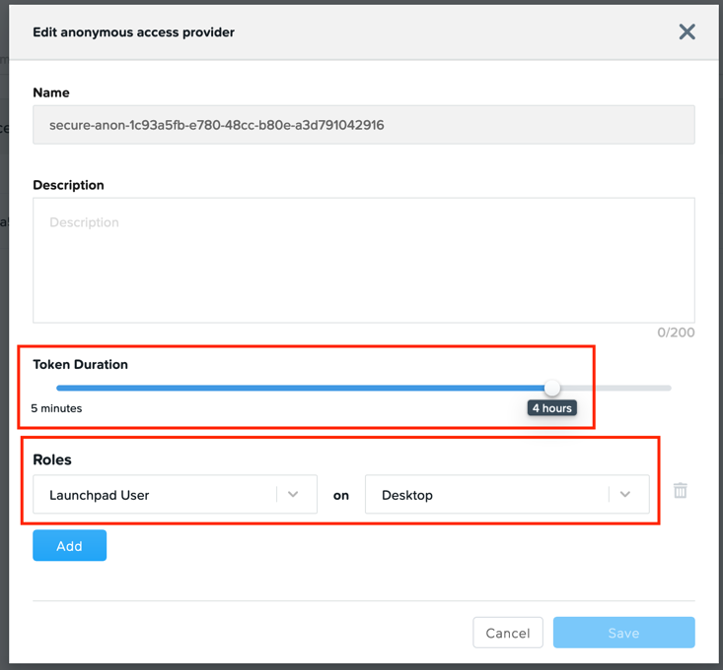 Edit anonymous access provider
Name
secure-anon-1c93a5fb-e780-48cc-b80e-a3d791042916
Description
Description
0/200
Token Duration
5 minutes
4 hours
Roles
Launchpad User on Desktop
Add
Cancel Save